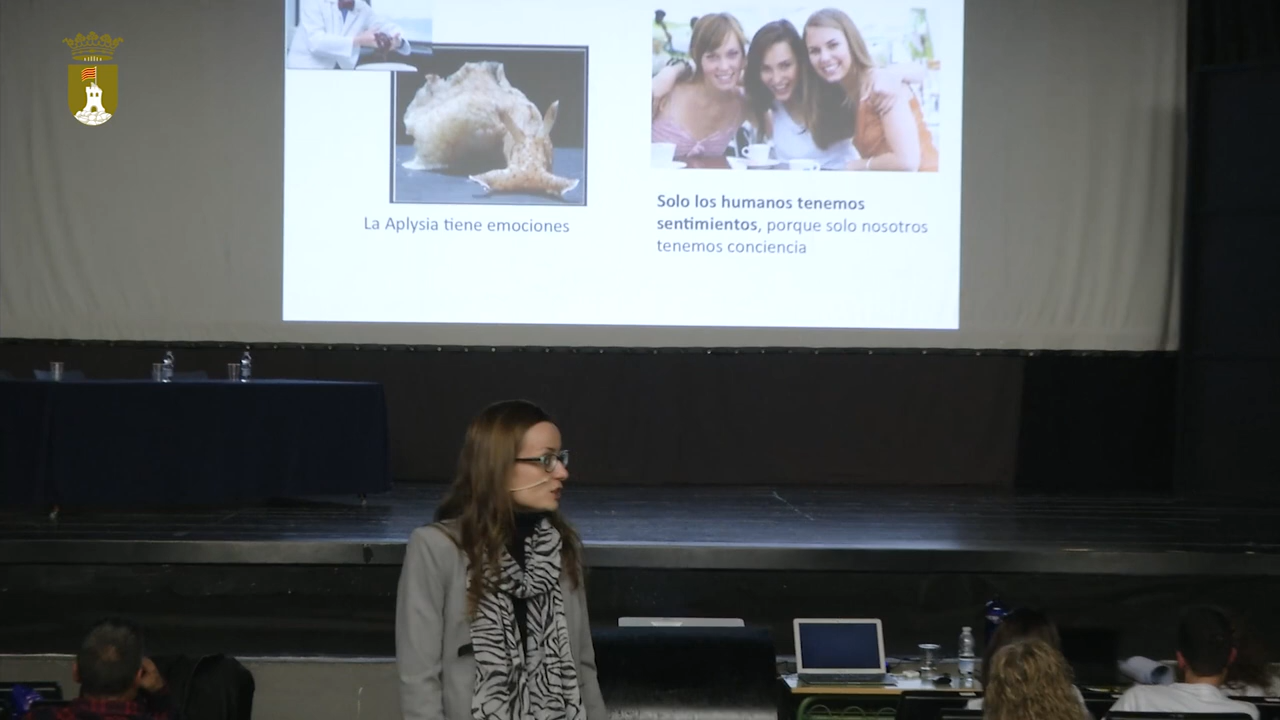 La Aplysia tiene emociones
Solo los humanos tenemos
sentimientos, porque solo nosotros
tenemos conciencia